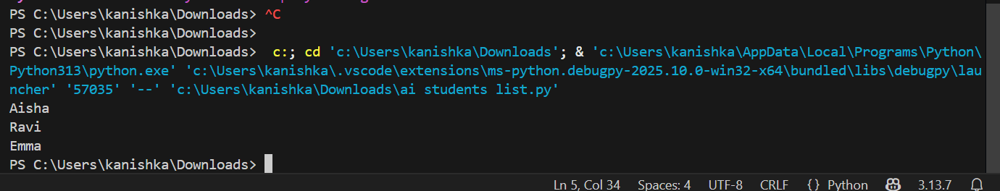 PS C:\Users\kanishka\Downloads> ^C
PS C:\Users\kanishka\Downloads>
PS C:\Users\kanishka\Downloads>  c:; cd 'c:\Users\kanishka\Downloads'; & 'c:\Users\kanishka\AppData\Local\Programs\Python\
Python313\python.exe' 'c:\Users\kanishka\.vscode\extensions\ms-python.debugpy-2025.10.0-win32-x64\bundled\libs\debugpy\lau
ncher' '57035' '--' 'c:\Users\kanishka\Downloads\ai students list.py'
Aisha
Ravi
Emma
PS C:\Users\kanishka\Downloads>
Ln 5, Col 34 Spaces: 4 UTF-8 CRLF {} Python 3.13.7